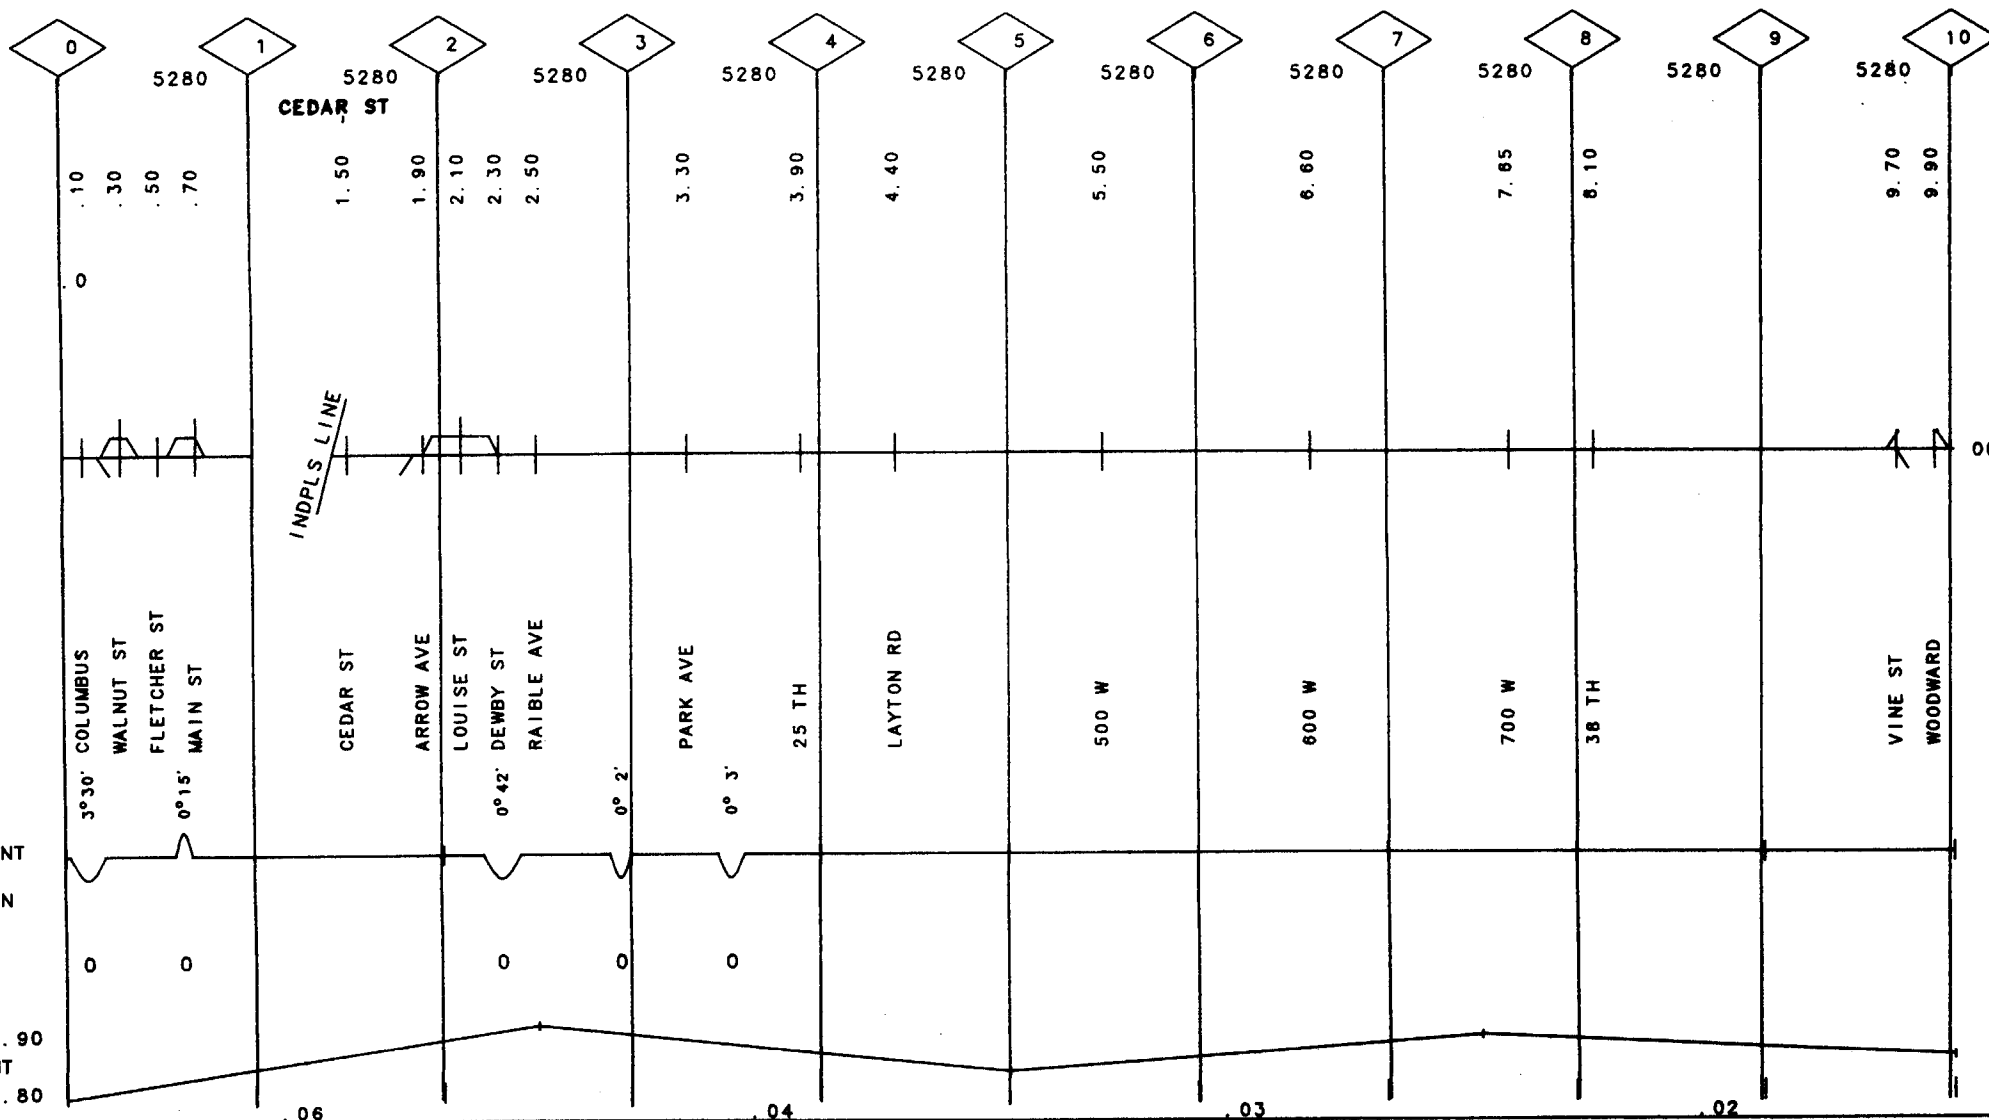 0 1 2 3 4 5 6 7 8 9 10
5280 5280 5280 5280 5280 5280 5280 5280 5280 5280
CEDAR ST
.10 .30 .50 .70 1.50 1.90 2.10 2.30 2.50 3.30 3.90 4.40 5.50 6.60 7.65 8.10 9.70 9.90
.0
INDPLS LINE
COLUMBUS
WALNUT ST
FLETCHER ST
MAIN ST
CEDAR ST
ARROW AVE
LOUISE ST
DEWBY ST
RAIBLE AVE
PARK AVE
25 TH
LAYTON RD
500 W
600 W
700 W
38 TH
VINE ST
WOODWARD
3°30' 0°15' 0°42' 0° 2' 0° 3'
NT
N
0 0 0 0 0
.90
NT
.80
.06 .04 .03 .02